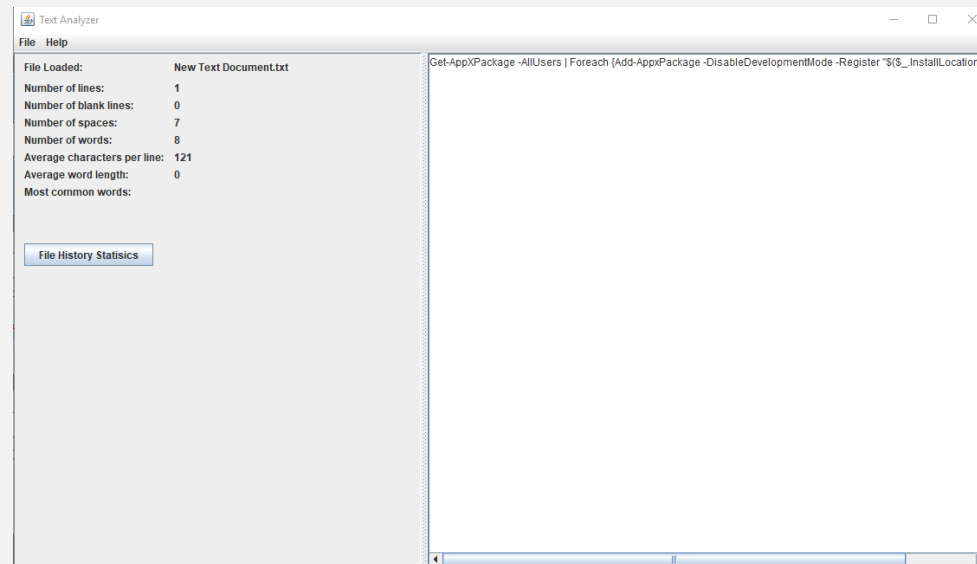 Text Analyzer
File Help
File Loaded: New Text Document.txt
Number of lines: 1
Number of blank lines: 0
Number of spaces: 7
Number of words: 8
Average characters per line: 121
Average word length: 0
Most common words:
File History Statisics
Get-AppXPackage -AllUsers | Foreach {Add-AppxPackage -DisableDevelopmentMode -Register "$($_.InstallLocation